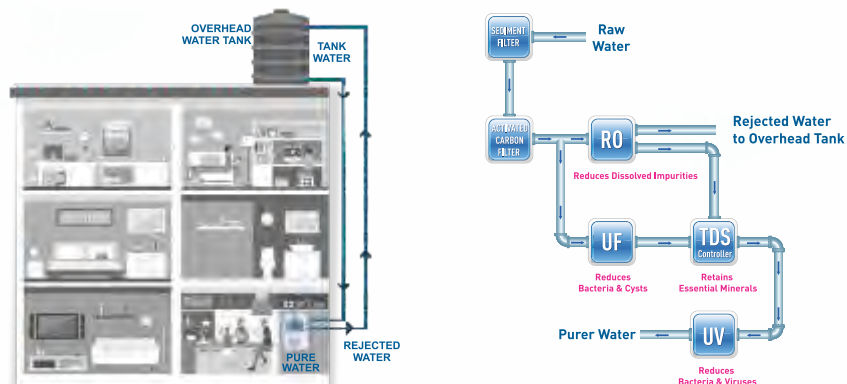 OVERHEAD
WATER TANK
TANK
WATER
PURE
WATER
REJECTED
WATER
SEDIMENT
FILTER
Raw
Water
ACTIVATED
CARBON
FILTER
RO
Rejected Water
to Overhead Tank
Reduces Dissolved Impurities
UF
TDS
Controller
Reduces
Bacteria & Cysts
Retains
Essential Minerals
Purer Water
UV
Reduces
Bacteria & Viruses